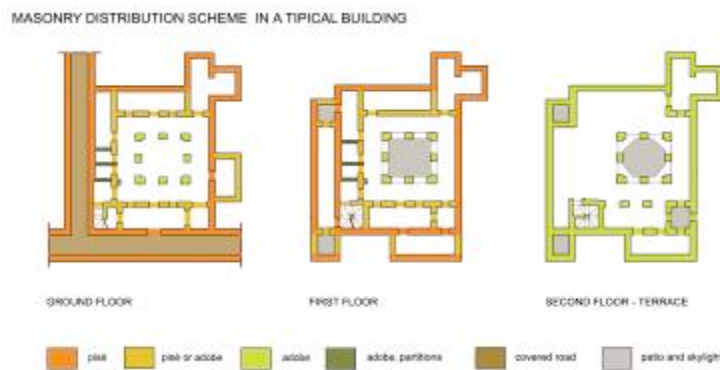 MASONRY DISTRIBUTION SCHEME IN A TIPICAL BUILDING
GROUND FLOOR
FIRST FLOOR
SECOND FLOOR - TERRACE
pisé
pisé or adobe
adobe
adobe, partitions
covered road
patio and skylight